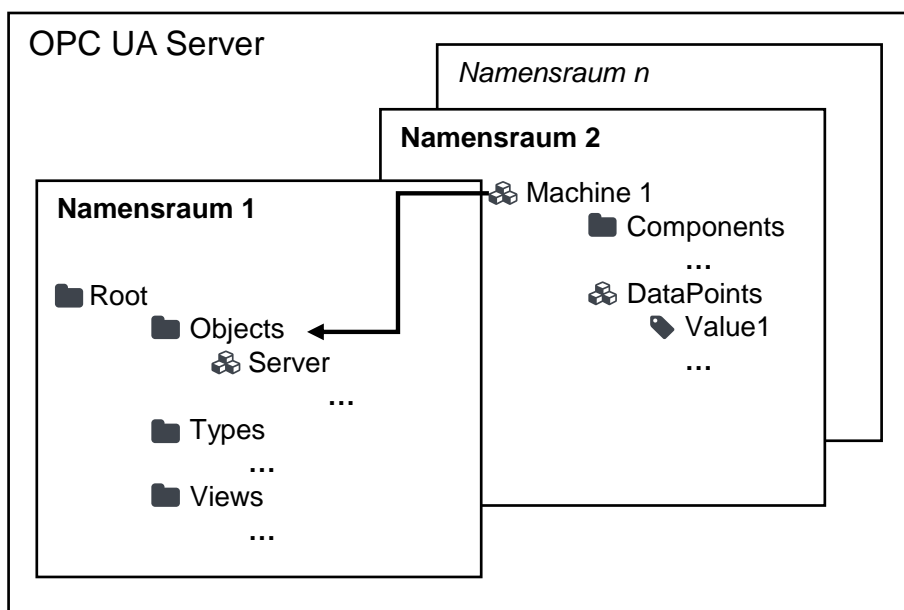 OPC UA Server
Namensraum n
Namensraum 2
Machine 1
Components
...
DataPoints
Value1
...
Namensraum 1
Root
Objects
Server
...
Types
...
Views
...